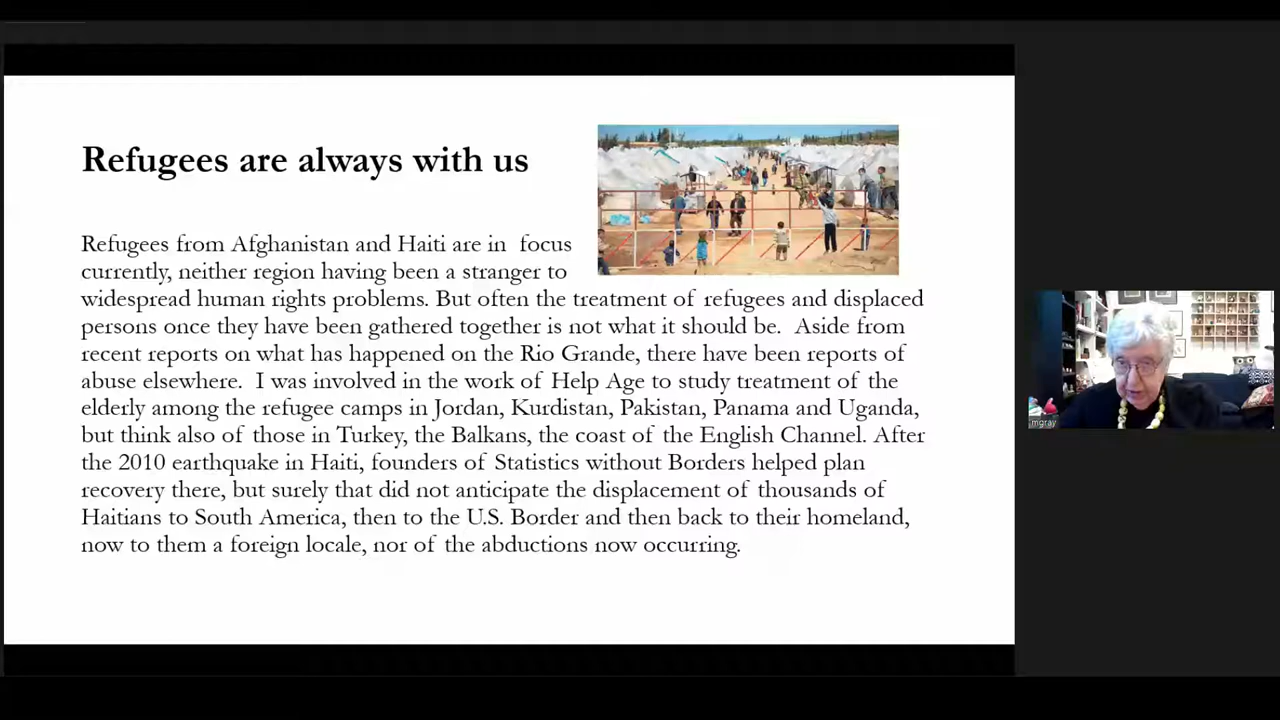 Refugees are always with us
Refugees from Afghanistan and Haiti are in focus
currently, neither region having been a stranger to
widespread human rights problems. But often the treatment of refugees and displaced
persons once they have been gathered together is not what it should be. Aside from
recent reports on what has happened on the Rio Grande, there have been reports of
abuse elsewhere. I was involved in the work of Help Age to study treatment of the
elderly among the refugee camps in Jordan, Kurdistan, Pakistan, Panama and Uganda,
but think also of those in Turkey, the Balkans, the coast of the English Channel. After
the 2010 earthquake in Haiti, founders of Statistics without Borders helped plan
recovery there, but surely that did not anticipate the displacement of thousands of
Haitians to South America, then to the U.S. Border and then back to their homeland,
now to them a foreign locale, nor of the abductions now occurring.
mgray